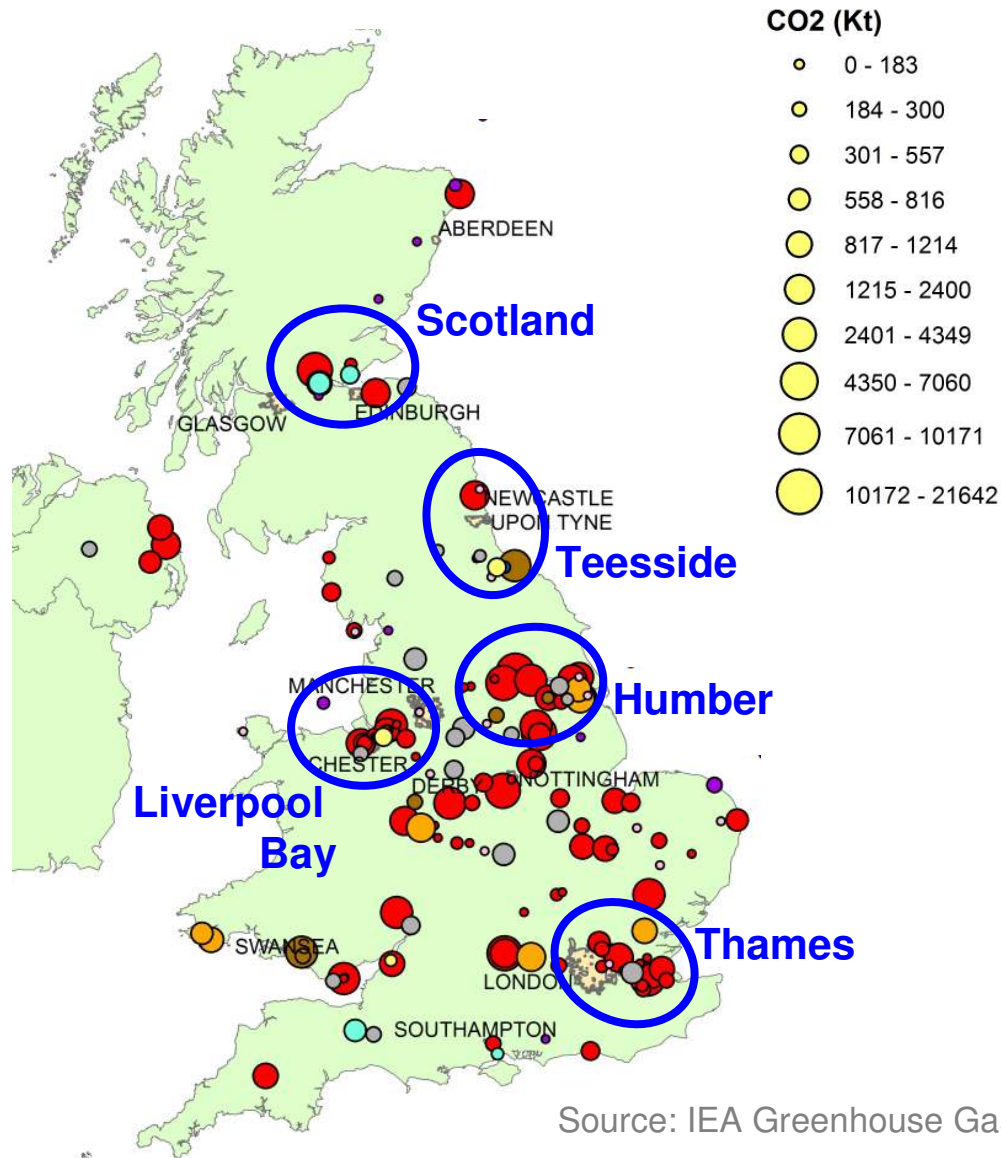 CO2 (Kt)
0 - 183
184 - 300
301 - 557
558 - 816
817 - 1214
1215 - 2400
2401 - 4349
4350 - 7060
7061 - 10171
10172 - 21642
ABERDEEN
Scotland
EDINBURGH
GLASGOW
NEWCASTLE
UPON TYNE
Teesside
MANCHESTER
Humber
CHESTER
DERBY
NOTTINGHAM
Liverpool
Bay
SWANSEA
Thames
LONDON
SOUTHAMPTON
Source: IEA Greenhouse Ga